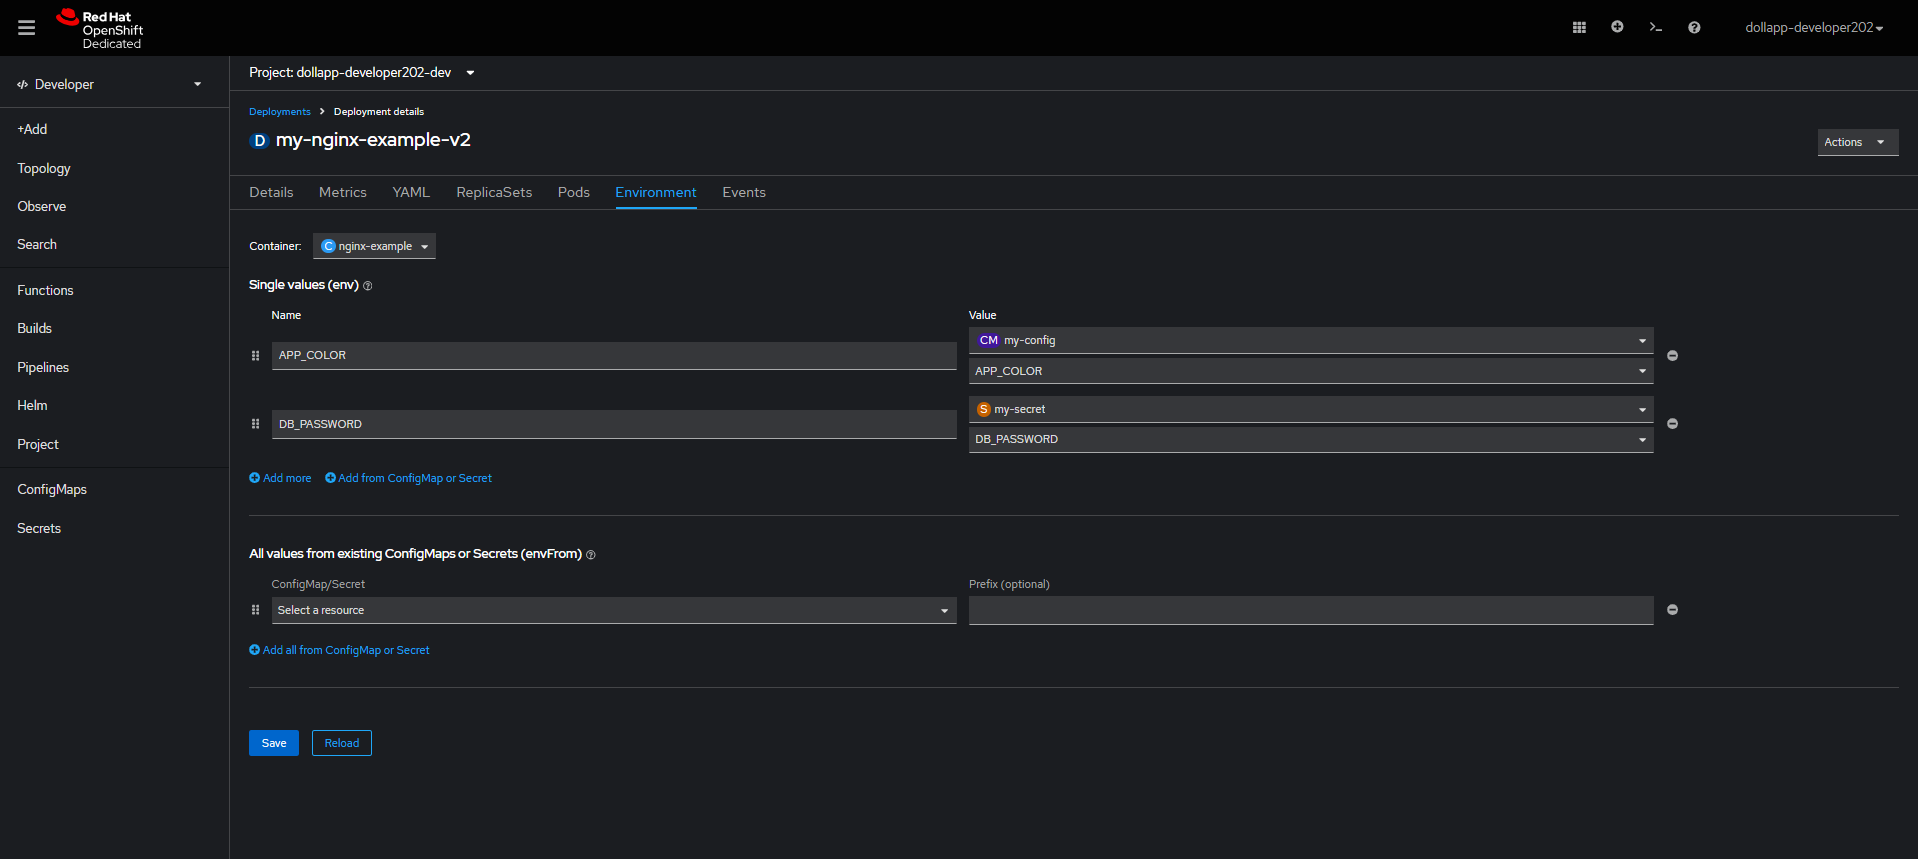 Red Hat
OpenShift
Dedicated
dollapp-developer202
Developer
+Add
Topology
Observe
Search
Functions
Builds
Pipelines
Helm
Project
ConfigMaps
Secrets
Project: dollapp-developer202-dev
Deployments > Deployment details
D my-nginx-example-v2
Actions
Details Metrics YAML ReplicaSets Pods Environment Events
Container: C nginx-example
Single values (env)
Name Value
APP_COLOR
CM my-config
APP_COLOR
DB_PASSWORD
S my-secret
DB_PASSWORD
Add more Add from ConfigMap or Secret
All values from existing ConfigMaps or Secrets (envFrom)
ConfigMap/Secret Prefix (optional)
Select a resource
Add all from ConfigMap or Secret
Save Reload